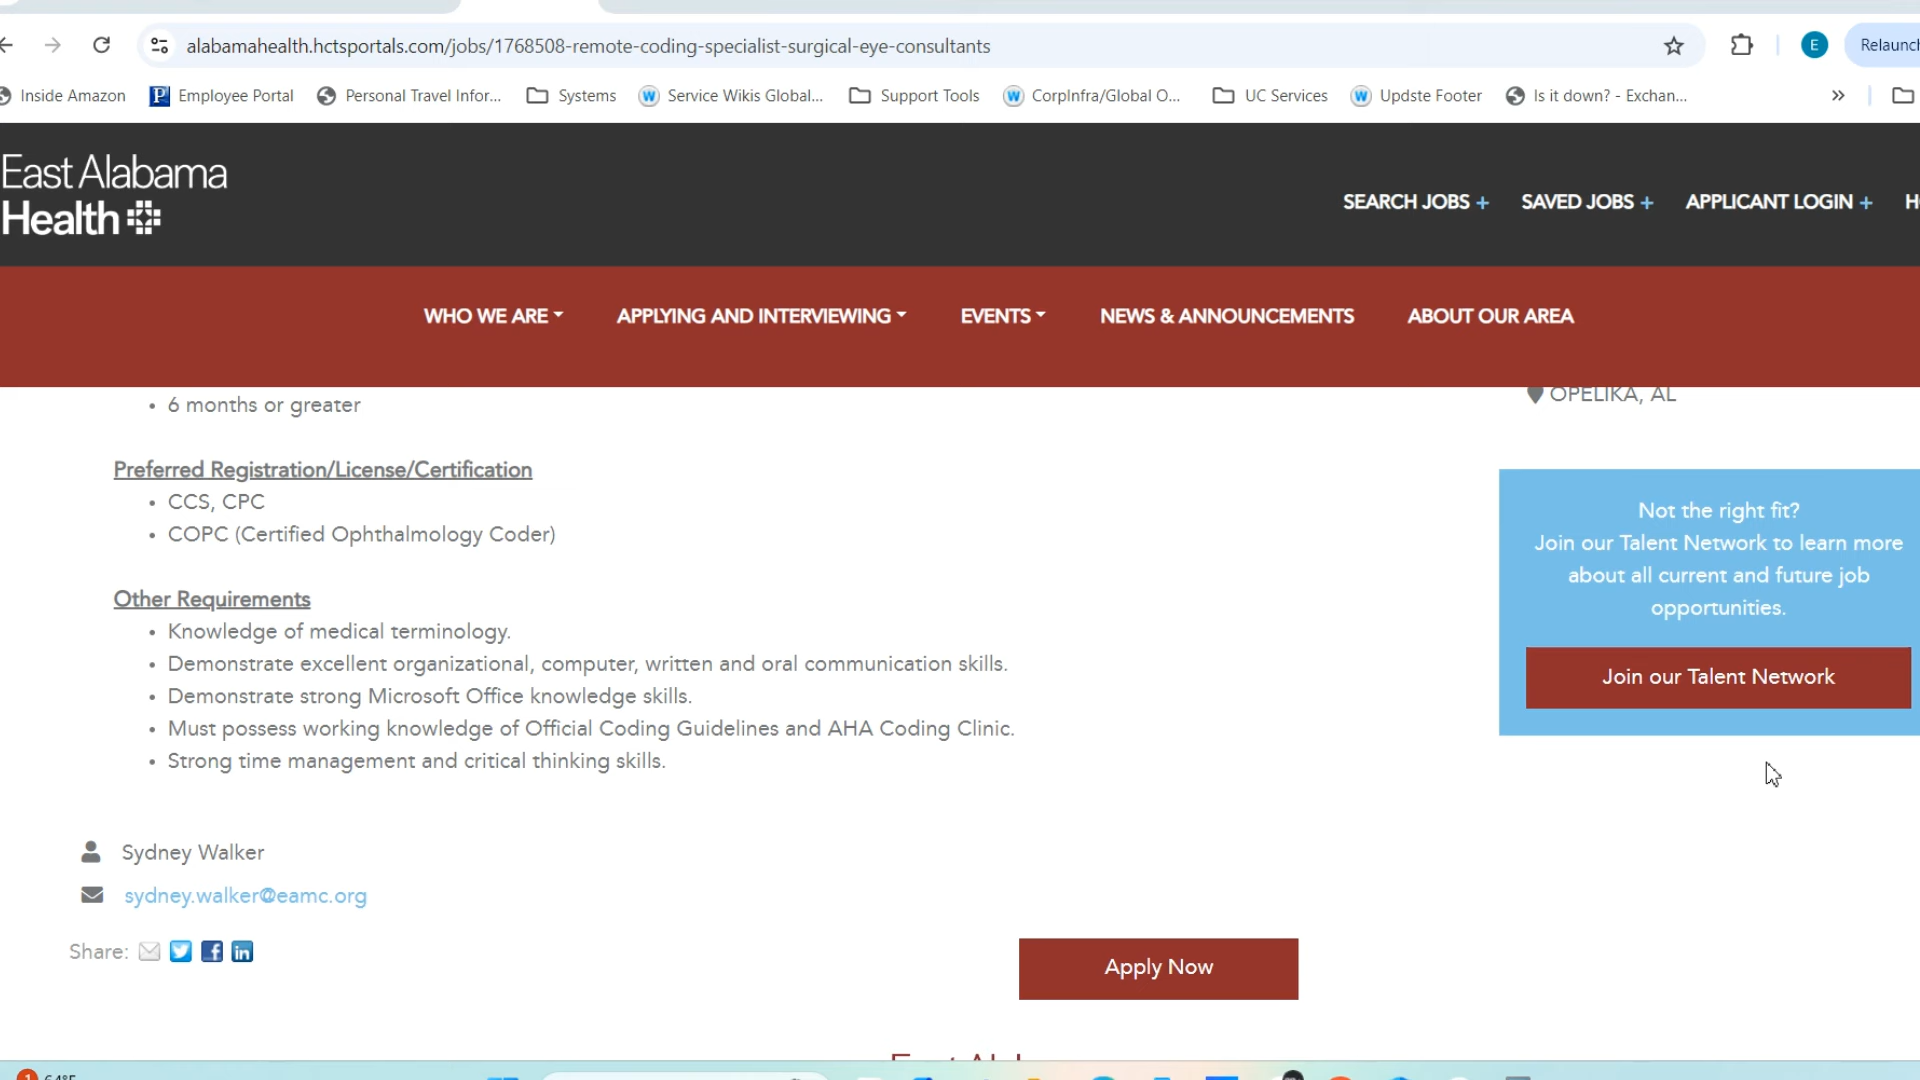 alabamahealth.hctsportals.com/jobs/1768508-remote-coding-specialist-surgical-eye-consultants
E
Relaunch
Inside Amazon
Employee Portal
Personal Travel Infor...
Systems
Service Wikis Global...
Support Tools
CorpInfra/Global O...
UC Services
Updste Footer
Is it down? - Exchan...
East Alabama
Health
SEARCH JOBS +
SAVED JOBS +
APPLICANT LOGIN +
WHO WE ARE
APPLYING AND INTERVIEWING
EVENTS
NEWS & ANNOUNCEMENTS
ABOUT OUR AREA
• 6 months or greater
OPELIKA, AL
Preferred Registration/License/Certification
• CCS, CPC
• COPC (Certified Ophthalmology Coder)
Other Requirements
• Knowledge of medical terminology.
• Demonstrate excellent organizational, computer, written and oral communication skills.
• Demonstrate strong Microsoft Office knowledge skills.
• Must possess working knowledge of Official Coding Guidelines and AHA Coding Clinic.
• Strong time management and critical thinking skills.
Not the right fit?
Join our Talent Network to learn more
about all current and future job
opportunities.
Join our Talent Network
Sydney Walker
sydney.walker@eamc.org
Share:
Apply Now
64°F